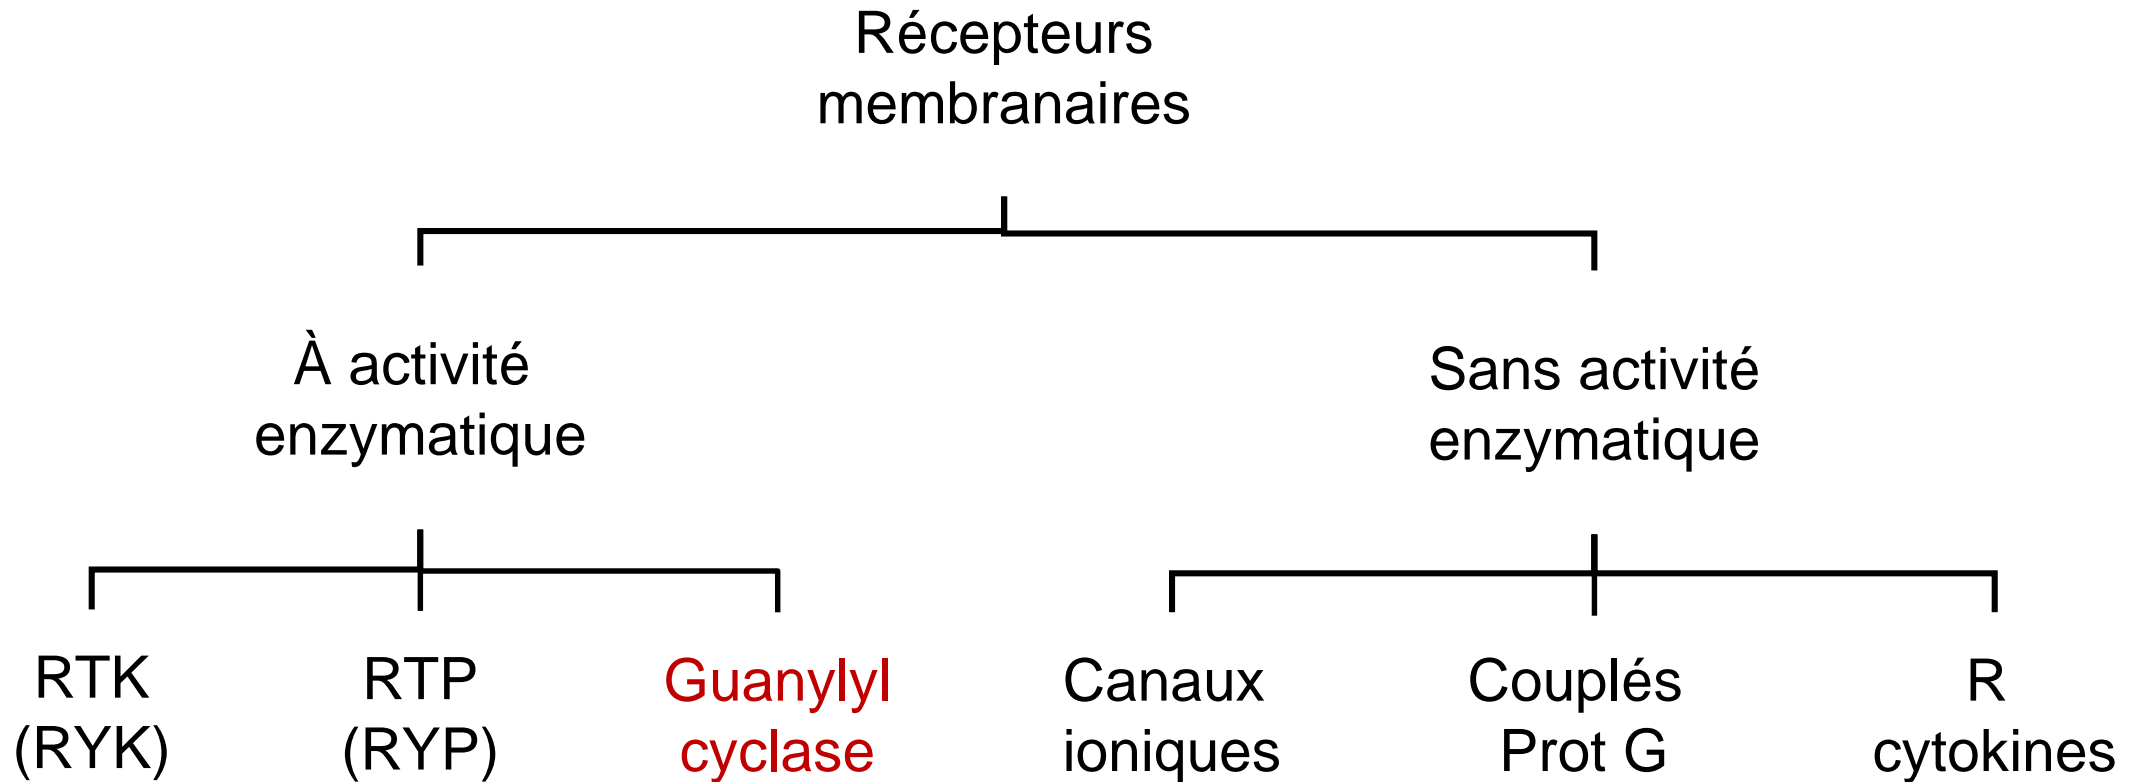 Récepteurs
membranaires
À activité
enzymatique
Sans activité
enzymatique
RTK
(RYK)
RTP
(RYP)
Guanylyl
cyclase
Canaux
ioniques
Couplés
Prot G
R
cytokines